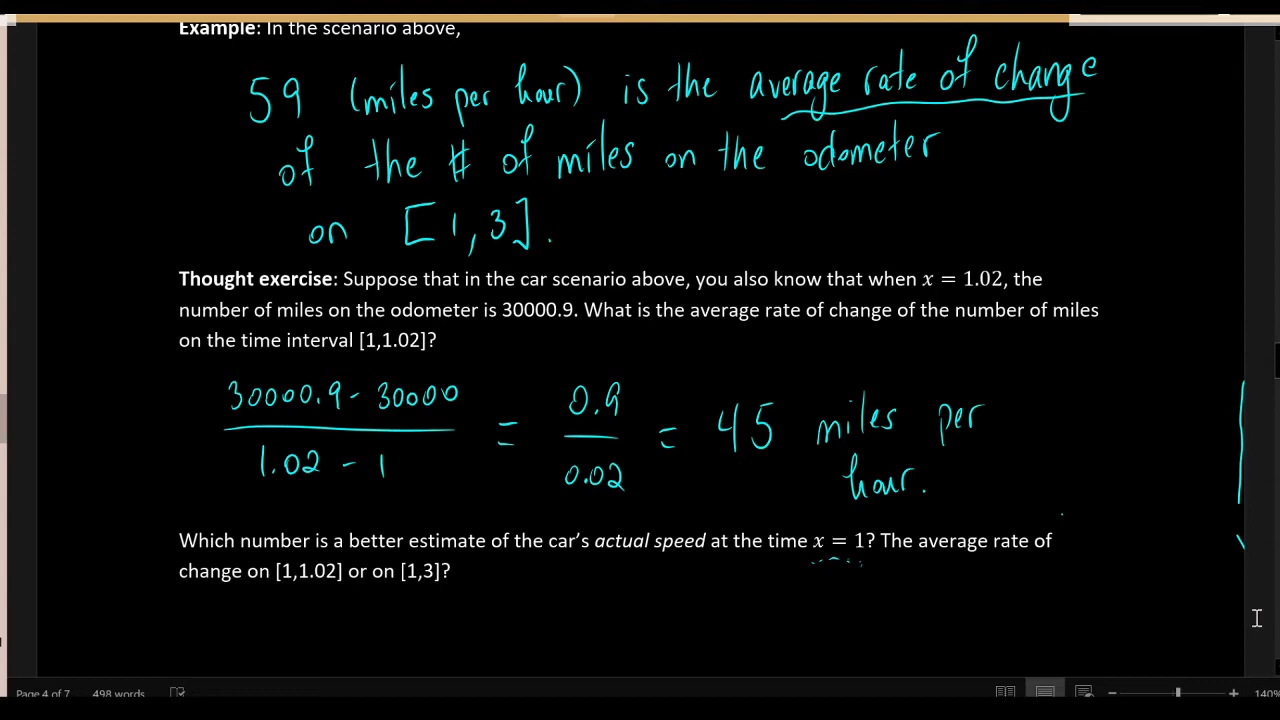 Example: In the scenario above,
59 (miles per hour) is the average rate of change
of the # of miles on the odometer
on [1,3].
Thought exercise: Suppose that in the car scenario above, you also know that when x = 1.02, the
number of miles on the odometer is 30000.9. What is the average rate of change of the number of miles
on the time interval [1,1.02]?
30000.9 - 30000
1.02 - 1
=
0.9
0.02
= 45 miles per
hour.
Which number is a better estimate of the car's actual speed at the time x = 1? The average rate of
change on [1,1.02] or on [1,3]?
Page 4 of 7 498 words 140%